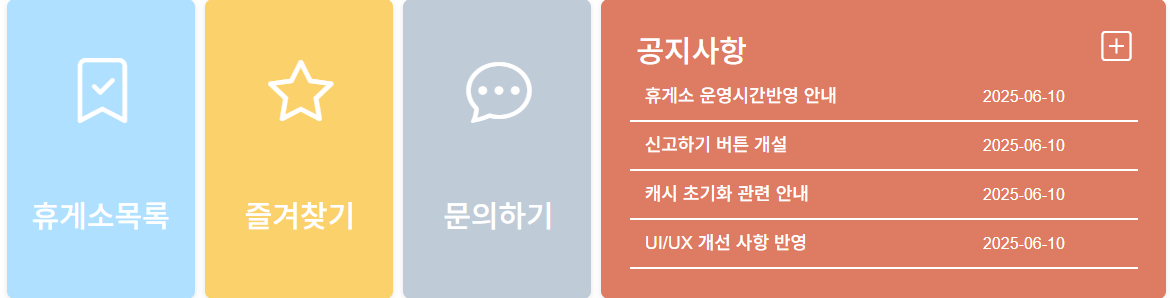 휴게소목록
즐겨찾기
문의하기
공지사항
휴게소 운영시간반영 안내 2025-06-10
신고하기 버튼 개설 2025-06-10
캐시 초기화 관련 안내 2025-06-10
UI/UX 개선 사항 반영 2025-06-10